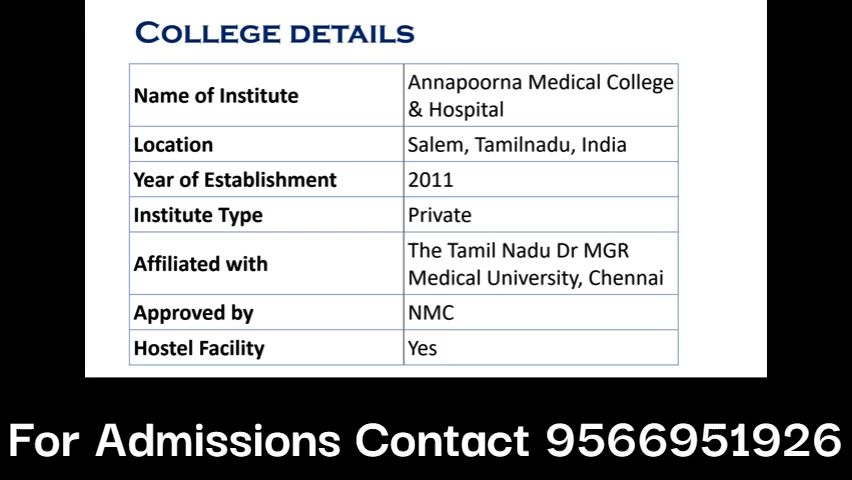 COLLEGE DETAILS
Name of Institute
Annapoorna Medical College
& Hospital
Location
Salem, Tamilnadu, India
Year of Establishment
2011
Institute Type
Private
Affiliated with
The Tamil Nadu Dr MGR
Medical University, Chennai
Approved by
NMC
Hostel Facility
Yes
For Admissions Contact 9566951926